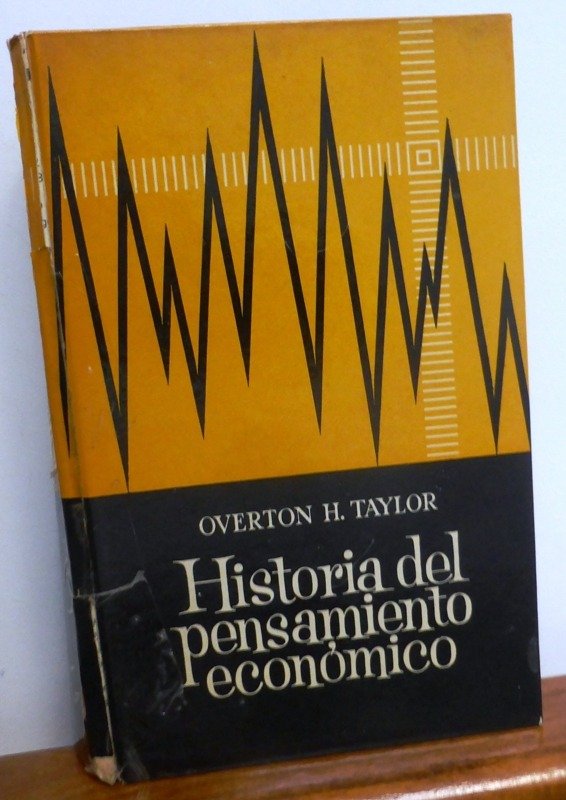 OVERTON H. TAYLOR
Historia del
pensamiento
económico